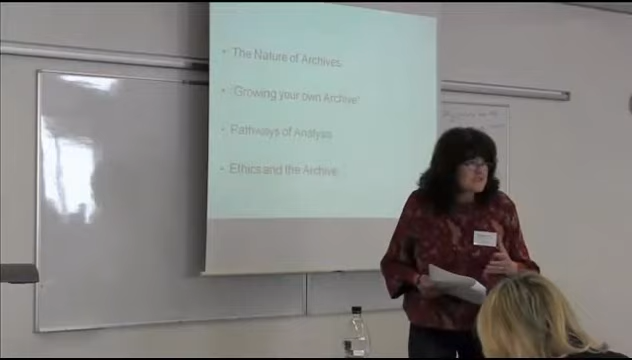 • The Nature of Archives
• 'Growing your own Archive'
• Pathways of Analysis
• Ethics and the Archive